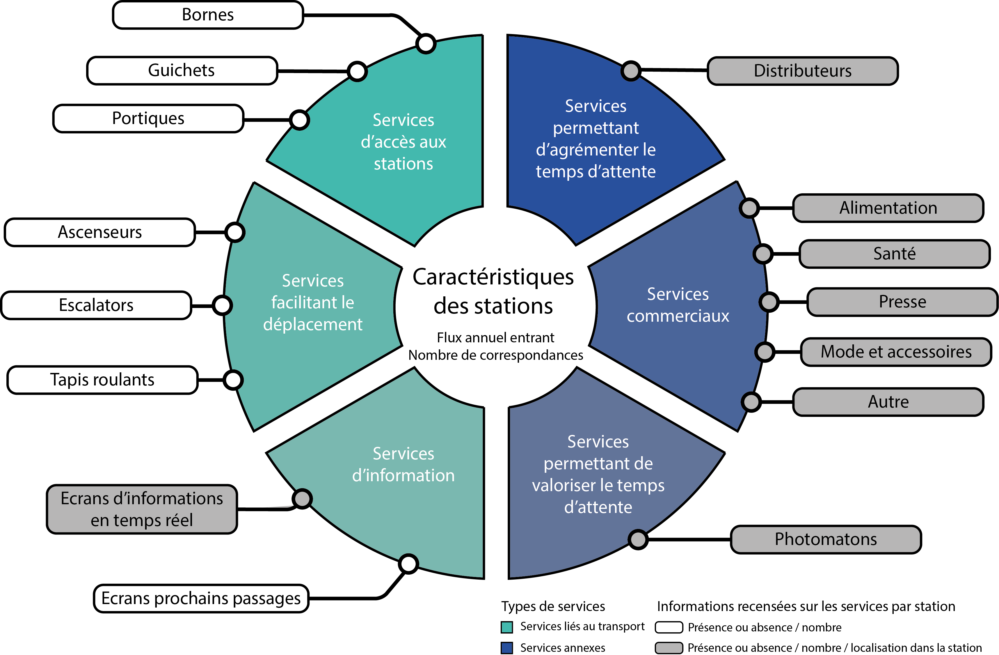 Bornes
Guichets
Portiques
Services
d’accès aux
stations
Services
permettant
d’agrémenter le
temps d’attente
Distributeurs
Ascenseurs
Escalators
Tapis roulants
Services
facilitant le
déplacement
Caractéristiques
des stations
Flux annuel entrant
Nombre de correspondances
Services
commerciaux
Alimentation
Santé
Presse
Mode et accessoires
Autre
Services
d’information
Ecrans d’informations
en temps réel
Ecrans prochains passages
Services
permettant de
valoriser le temps
d’attente
Photomatons
Types de services
Services liés au transport
Services annexes
Informations recensées sur les services par station
Présence ou absence / nombre
Présence ou absence / nombre / localisation dans la station